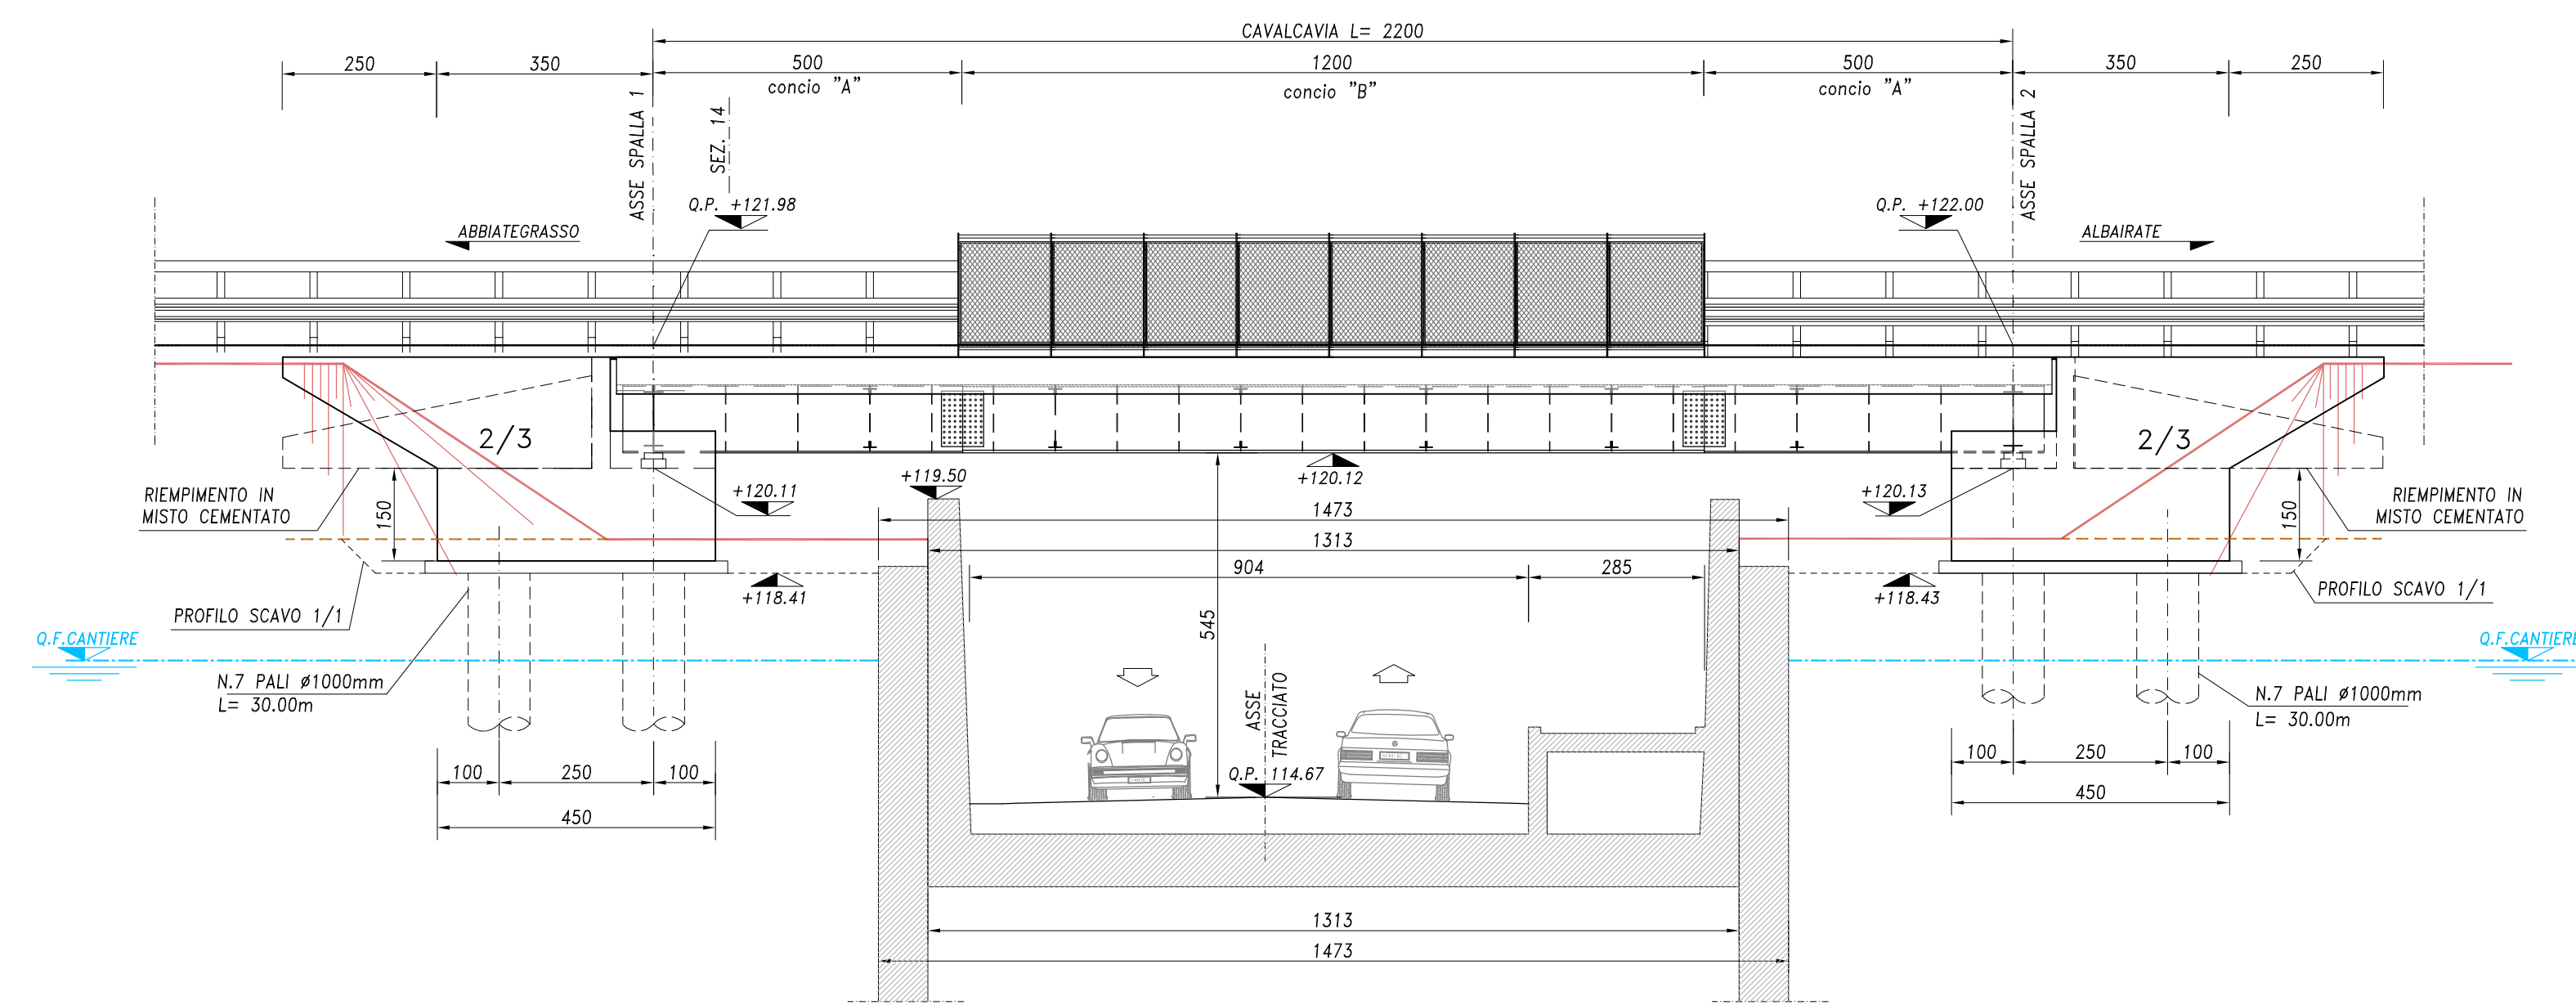 CAVALCAVIA L= 2200
250
350
500
1200
500
350
250
concio "A"
concio "B"
concio "A"
ASSE SPALLA 1
SEZ. 14
ASSE SPALLA 2
Q.P. +121.98
Q.P. +122.00
ABBIATEGRASSO
ALBAIRATE
2/3
2/3
+119.50
+120.12
+120.11
+120.13
RIEMPIMENTO IN
MISTO CEMENTATO
RIEMPIMENTO IN
MISTO CEMENTATO
150
150
1473
1313
904
285
545
+118.41
+118.43
PROFILO SCAVO 1/1
PROFILO SCAVO 1/1
Q.F.CANTIERE
Q.F.CANTIERE
N.7 PALI ø1000mm
L= 30.00m
N.7 PALI ø1000mm
L= 30.00m
ASSE
TRACCIATO
Q.P. 114.67
100
250
100
450
100
250
100
450
1313
1473